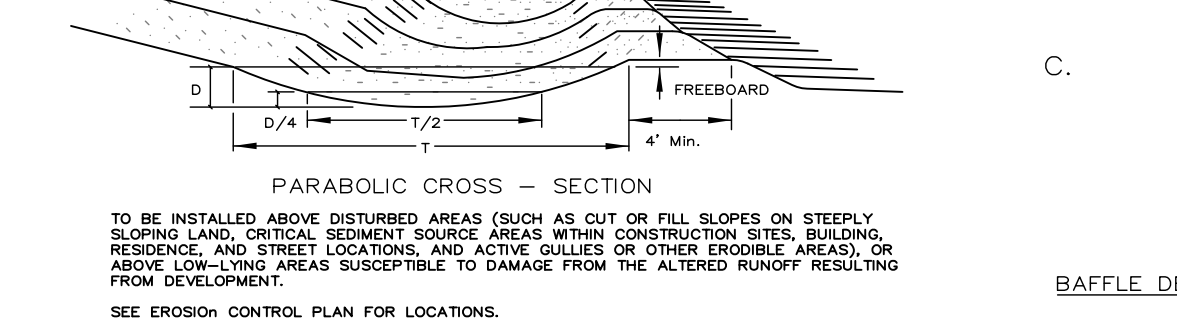 C.
D
FREEBOARD
D/4
T/2
T
4' Min.
PARABOLIC CROSS – SECTION
TO BE INSTALLED ABOVE DISTURBED AREAS (SUCH AS CUT OR FILL SLOPES ON STEEPLY
SLOPING LAND, CRITICAL SEDIMENT SOURCE AREAS WITHIN CONSTRUCTION SITES, BUILDING,
RESIDENCE, AND STREET LOCATIONS, AND ACTIVE GULLIES OR OTHER ERODIBLE AREAS), OR
ABOVE LOW–LYING AREAS SUSCEPTIBLE TO DAMAGE FROM THE ALTERED RUNOFF RESULTING
FROM DEVELOPMENT.
SEE EROSIOn CONTROL PLAN FOR LOCATIONS.
BAFFLE